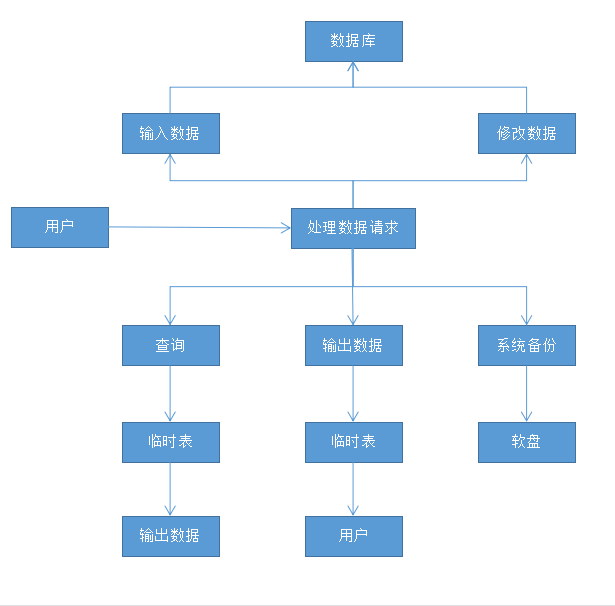 数据库
输入数据
修改数据
用户
处理数据请求
查询
输出数据
系统备份
临时表
临时表
软盘
输出数据
用户